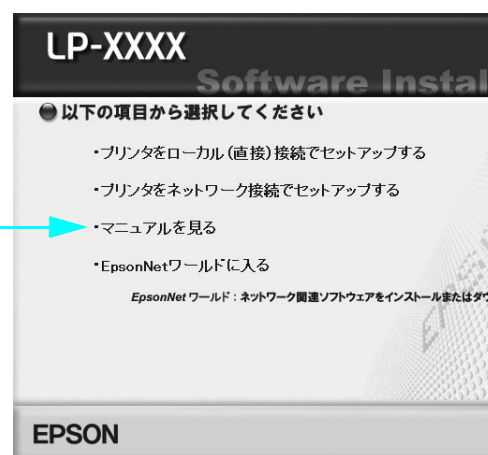 LP-XXXX
Software Instal
以下の項目から選択してください
・プリンタをローカル(直接)接続でセットアップする
・プリンタをネットワーク接続でセットアップする
・マニュアルを見る
・EpsonNetワールドに入る
EpsonNet ワールド:ネットワーク関連ソフトウェアをインストールまたはダウ
EPSON